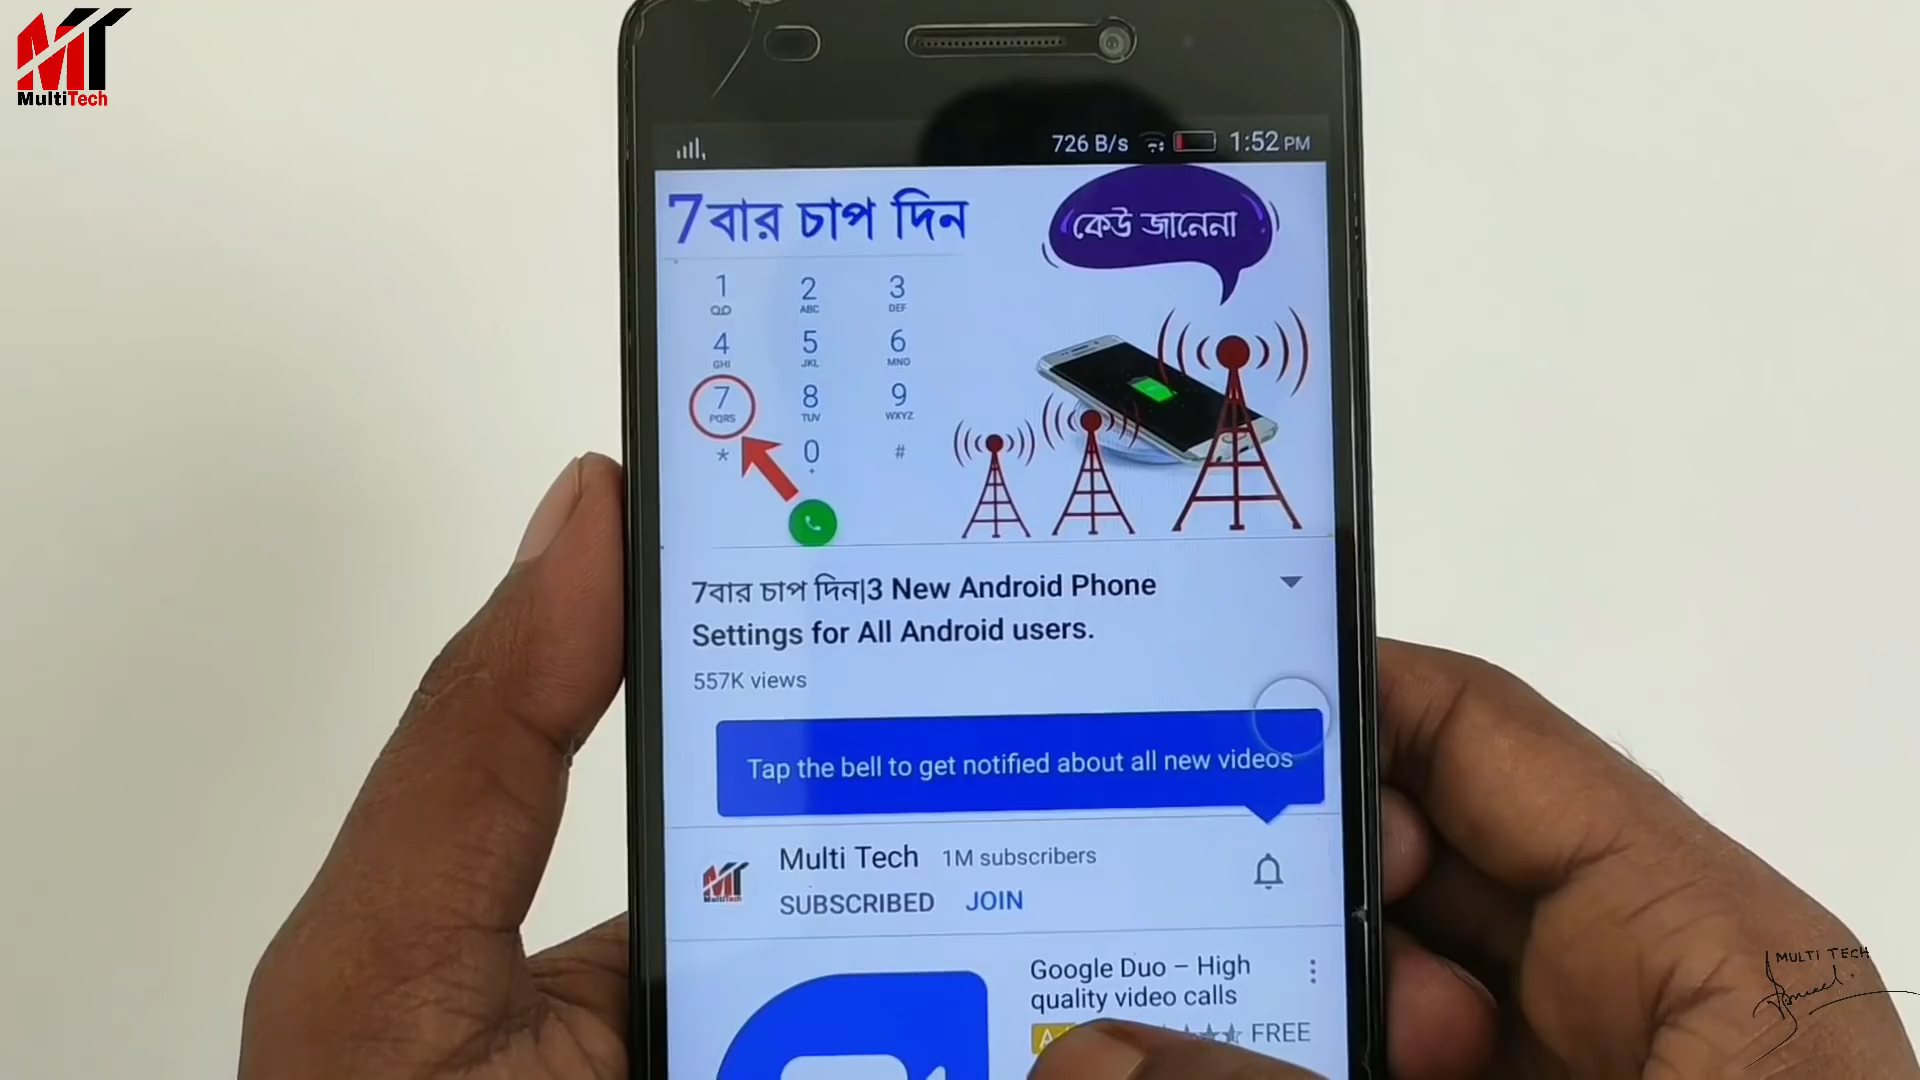 MT
MultiTech
726 B/s 1:52 PM
7বার চাপ দিন
কেউ জানেনা
1 2 3
ABC DEF
4 5 6
GHI JKL MNO
7 8 9
PQRS TUV WXYZ
* 0 #
+
7বার চাপ দিন|3 New Android Phone
Settings for All Android users.
557K views
Tap the bell to get notified about all new videos
Multi Tech 1M subscribers
MT
MultiTech
SUBSCRIBED JOIN
Google Duo – High
quality video calls
FREE
MULTI TECH